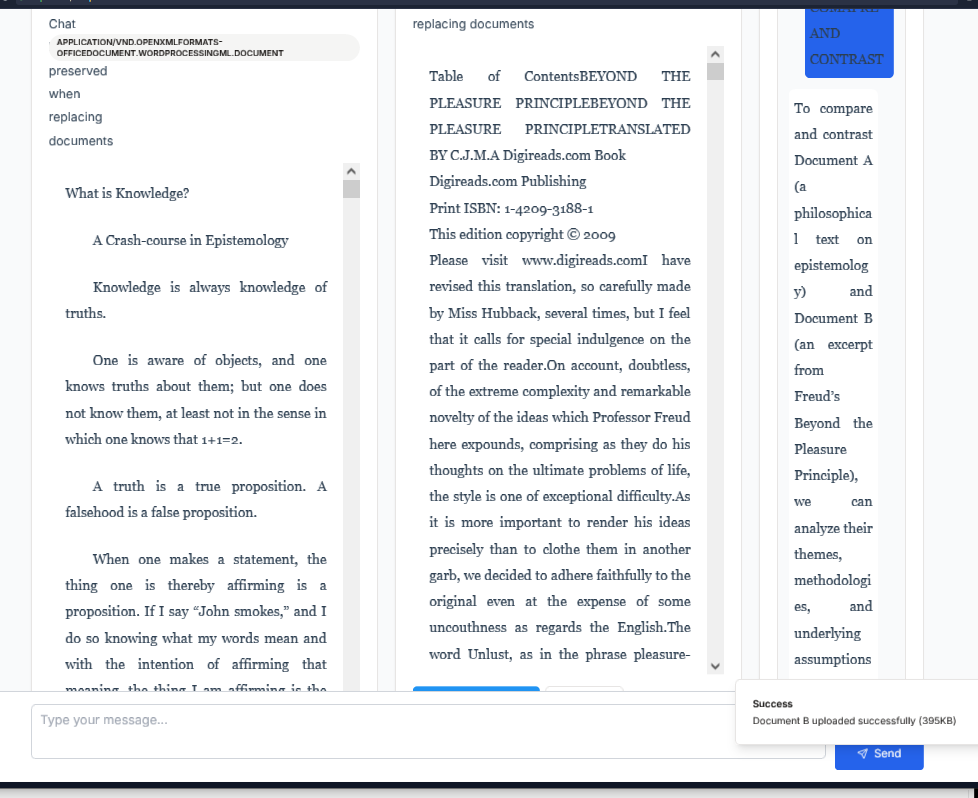 Chat
APPLICATION/VND.OPENXMLFORMATS-
OFFICEDOCUMENT.WORDPROCESSINGML.DOCUMENT
preserved
when
replacing
documents
What is Knowledge?
A Crash-course in Epistemology
Knowledge is always knowledge of
truths.
One is aware of objects, and one
knows truths about them; but one does
not know them, at least not in the sense in
which one knows that 1+1=2.
A truth is a true proposition. A
falsehood is a false proposition.
When one makes a statement, the
thing one is thereby affirming is a
proposition. If I say “John smokes,” and I
do so knowing what my words mean and
with the intention of affirming that
meaning, the thing I am affirming is the
replacing documents
Table of ContentsBEYOND THE
PLEASURE PRINCIPLEBEYOND THE
PLEASURE PRINCIPLETRANSLATED
BY C.J.M.A Digireads.com Book
Digireads.com Publishing
Print ISBN: 1-4209-3188-1
This edition copyright © 2009
Please visit www.digireads.comI have
revised this translation, so carefully made
by Miss Hubback, several times, but I feel
that it calls for special indulgence on the
part of the reader.On account, doubtless,
of the extreme complexity and remarkable
novelty of the ideas which Professor Freud
here expounds, comprising as they do his
thoughts on the ultimate problems of life,
the style is one of exceptional difficulty.As
it is more important to render his ideas
precisely than to clothe them in another
garb, we decided to adhere faithfully to the
original even at the expense of some
uncouthness as regards the English.The
word Unlust, as in the phrase pleasure-
AND
CONTRAST
To compare
and contrast
Document A
(a
philosophica
l text on
epistemolog
y) and
Document B
(an excerpt
from
Freud’s
Beyond the
Pleasure
Principle),
we can
analyze their
themes,
methodologi
es, and
underlying
assumptions
Type your message...
Success
Document B uploaded successfully (395KB)
Send